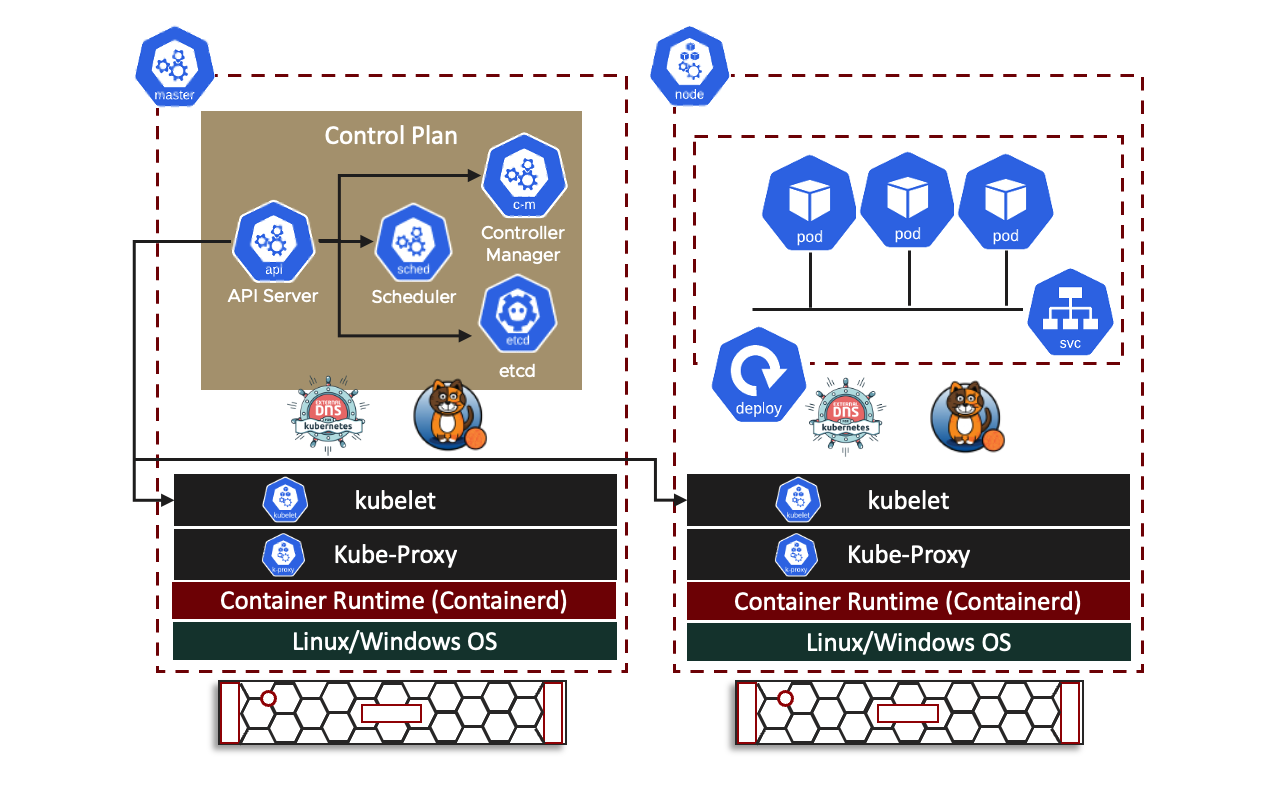 master
Control Plan
c-m
Controller
Manager
api
API Server
sched
Scheduler
etcd
etcd
EXTERNAL
DNS
FOR
kubernetes
kubelet
kubelet
k-proxy
Kube-Proxy
Container Runtime (Containerd)
Linux/Windows OS
node
pod
pod
pod
svc
deploy
EXTERNAL
DNS
FOR
kubernetes
kubelet
kubelet
k-proxy
Kube-Proxy
Container Runtime (Containerd)
Linux/Windows OS